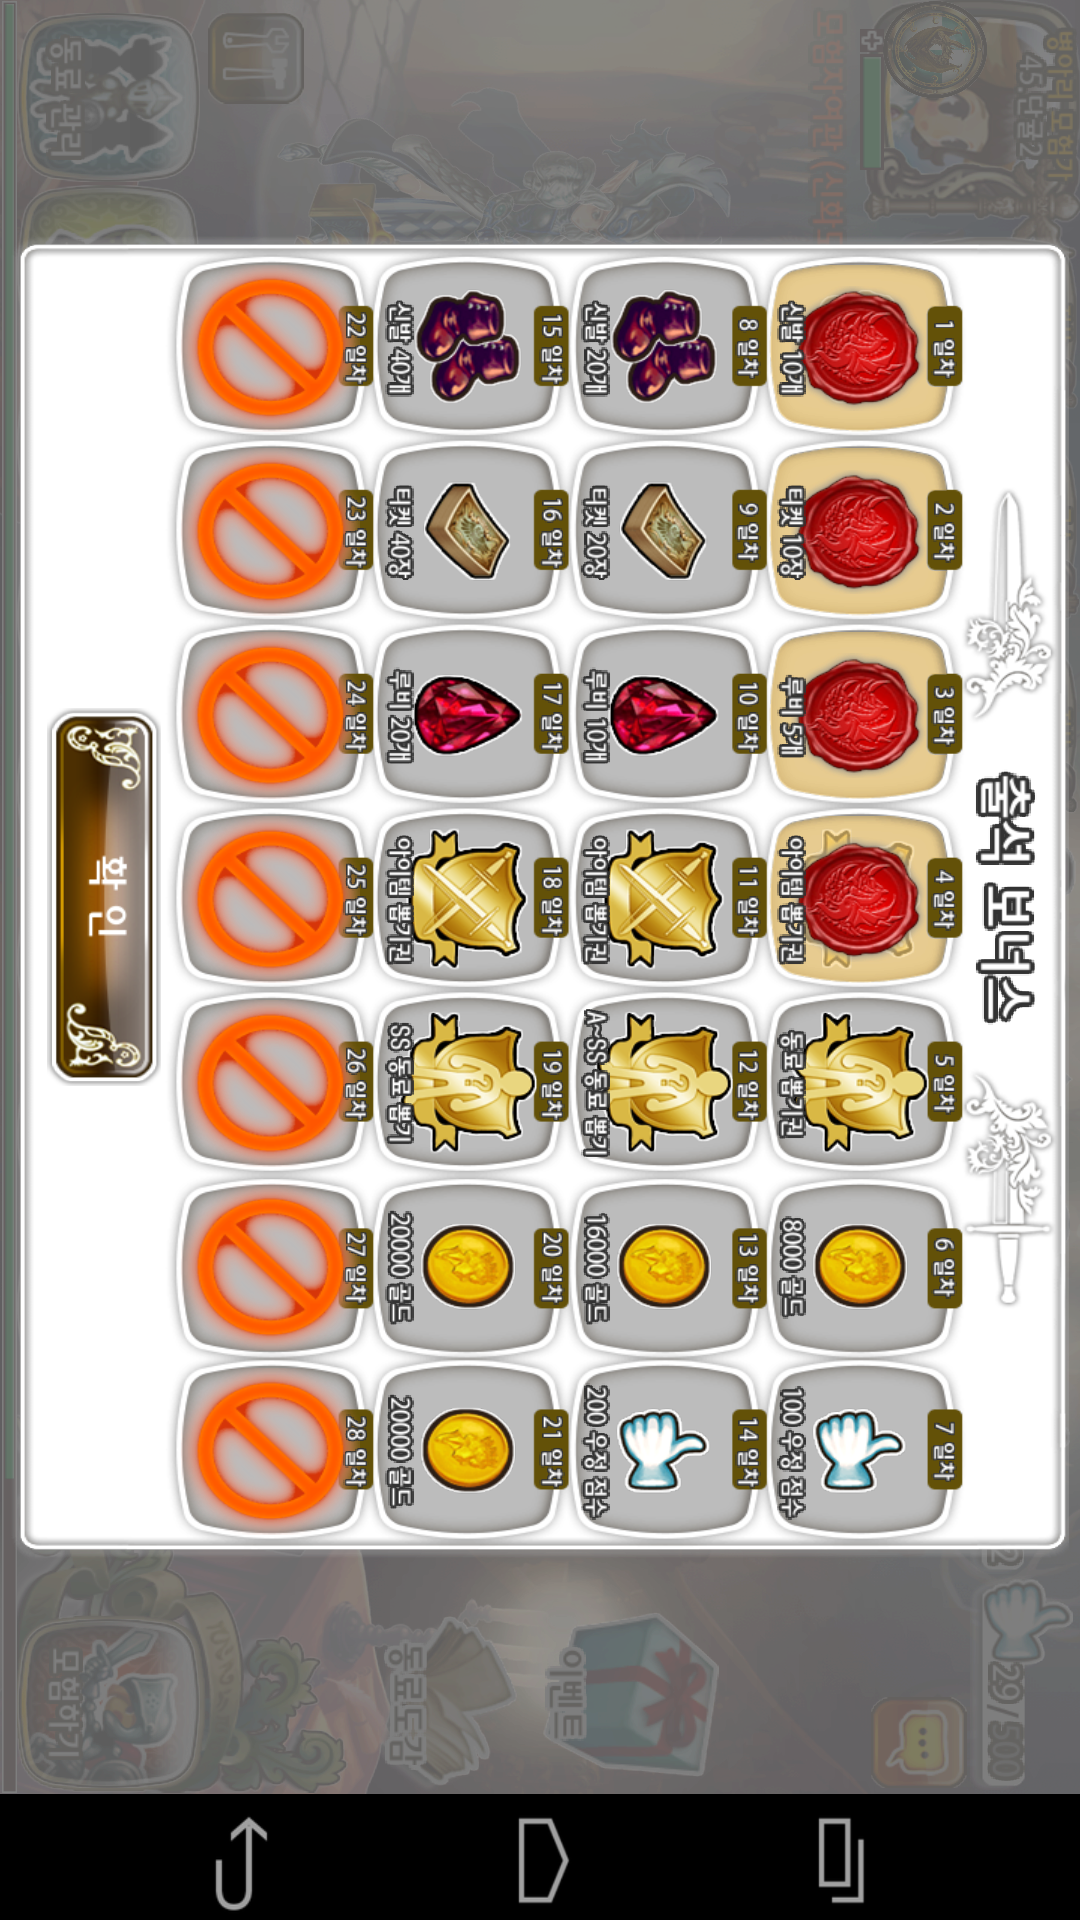 병아리 모험가
45.단골2
29/500
출석 보너스
1 일차
신발 10개
2 일차
티켓 10장
3 일차
루비 5개
4 일차
아이템 뽑기권
5 일차
동료 뽑기권
6 일차
8000 골드
7 일차
100 우정 점수
8 일차
신발 20개
9 일차
티켓 20장
10 일차
루비 10개
11 일차
아이템 뽑기권
12 일차
A~SS 동료 뽑기
13 일차
16000 골드
14 일차
200 우정 점수
15 일차
신발 40개
16 일차
티켓 40장
17 일차
루비 20개
18 일차
아이템 뽑기권
19 일차
SS 동료 뽑기
20 일차
20000 골드
21 일차
20000 골드
22 일차
23 일차
24 일차
25 일차
26 일차
27 일차
28 일차
확인
이벤트
동료도감
동료 관리
모험하기